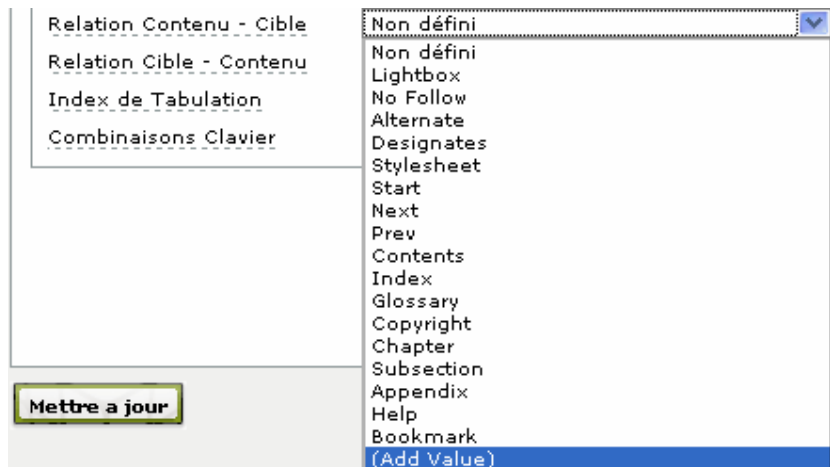 Relation Contenu - Cible
Non défini
Relation Cible - Contenu
Index de Tabulation
Combinaisons Clavier
Non défini
Lightbox
No Follow
Alternate
Designates
Stylesheet
Start
Next
Prev
Contents
Index
Glossary
Copyright
Chapter
Subsection
Appendix
Help
Bookmark
(Add Value)
Mettre a jour